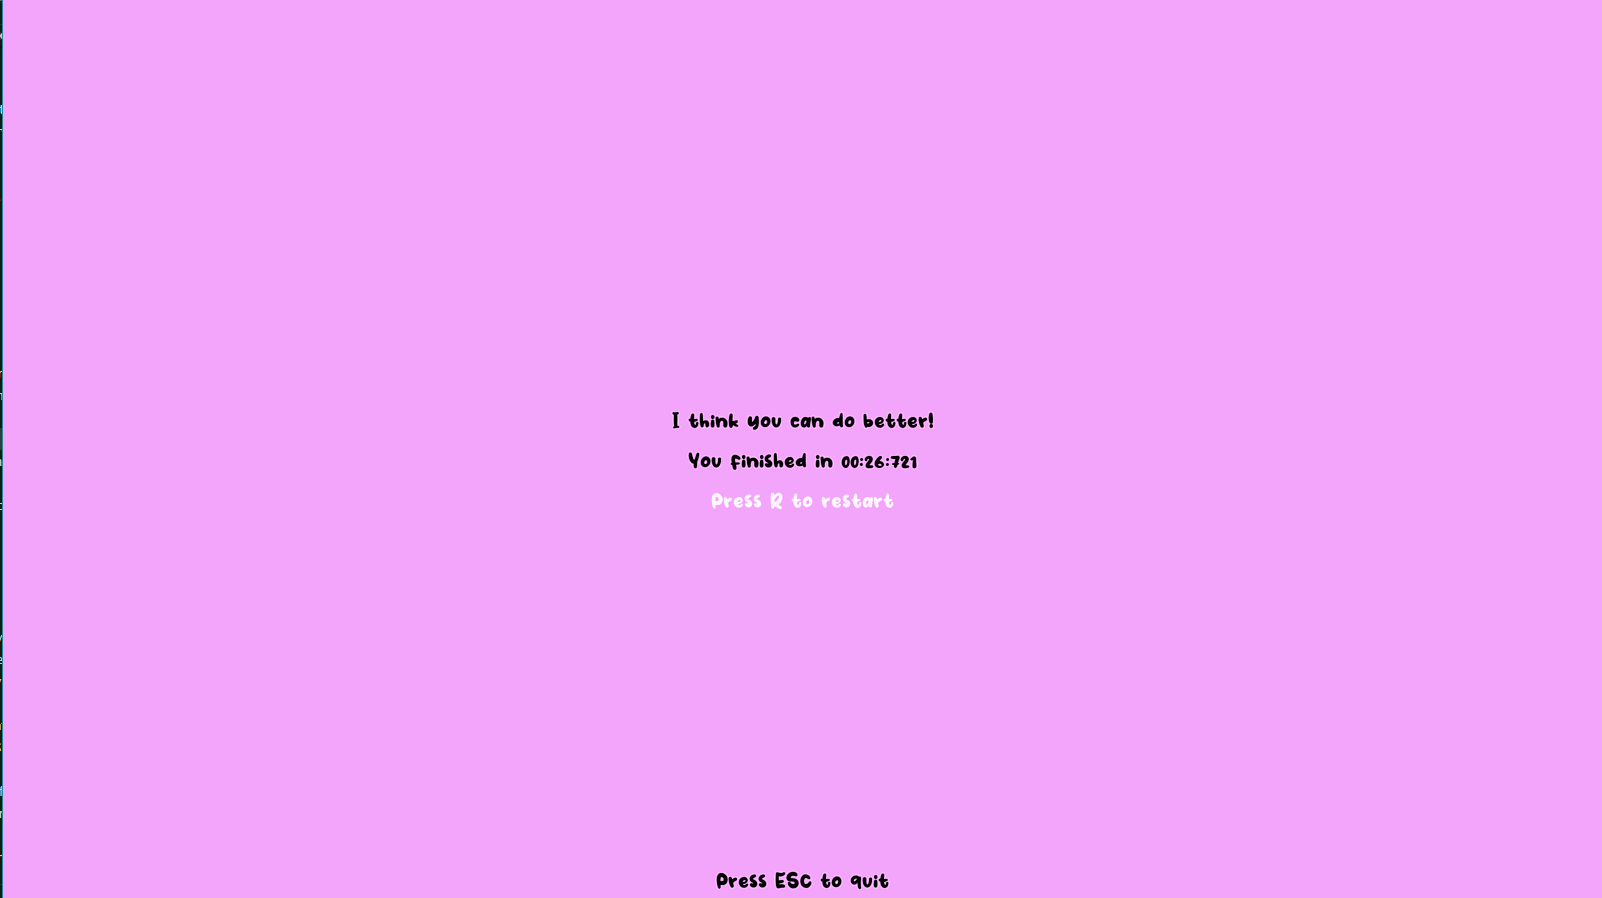 I think you can do better!
You finished in 00:26:721
Press R to restart
Press ESC to quit